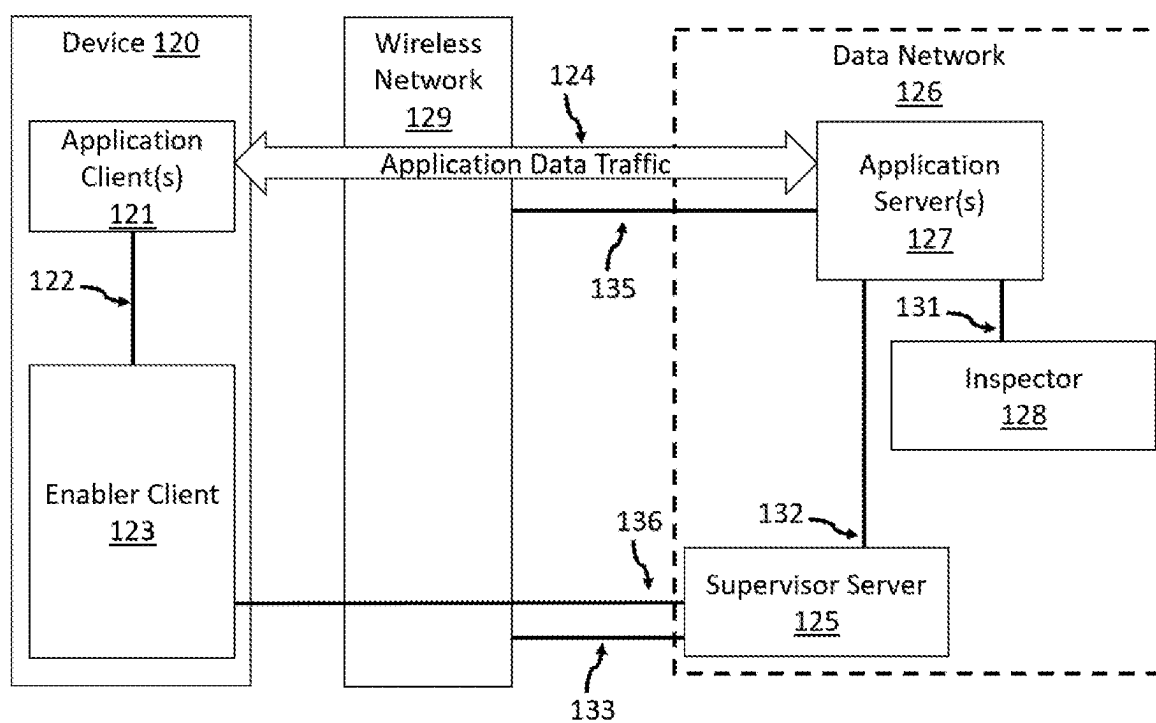 Device 120
Wireless
Network
129
124
Data Network
126
Application
Client(s)
121
Application Data Traffic
Application
Server(s)
127
122
135
131
Inspector
128
Enabler Client
123
136
132
Supervisor Server
125
133